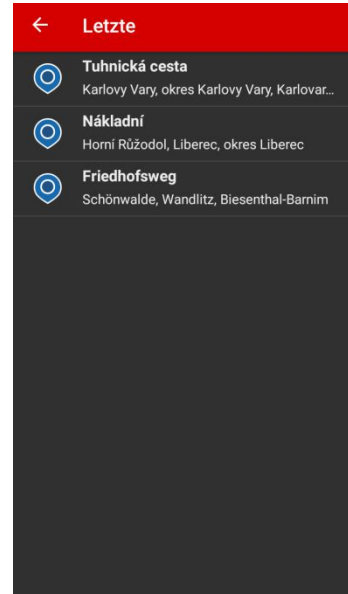 Letzte
Tuhnická cesta
Karlovy Vary, okres Karlovy Vary, Karlovar...
Nákladní
Horní Růžodol, Liberec, okres Liberec
Friedhofsweg
Schönwalde, Wandlitz, Biesenthal-Barnim